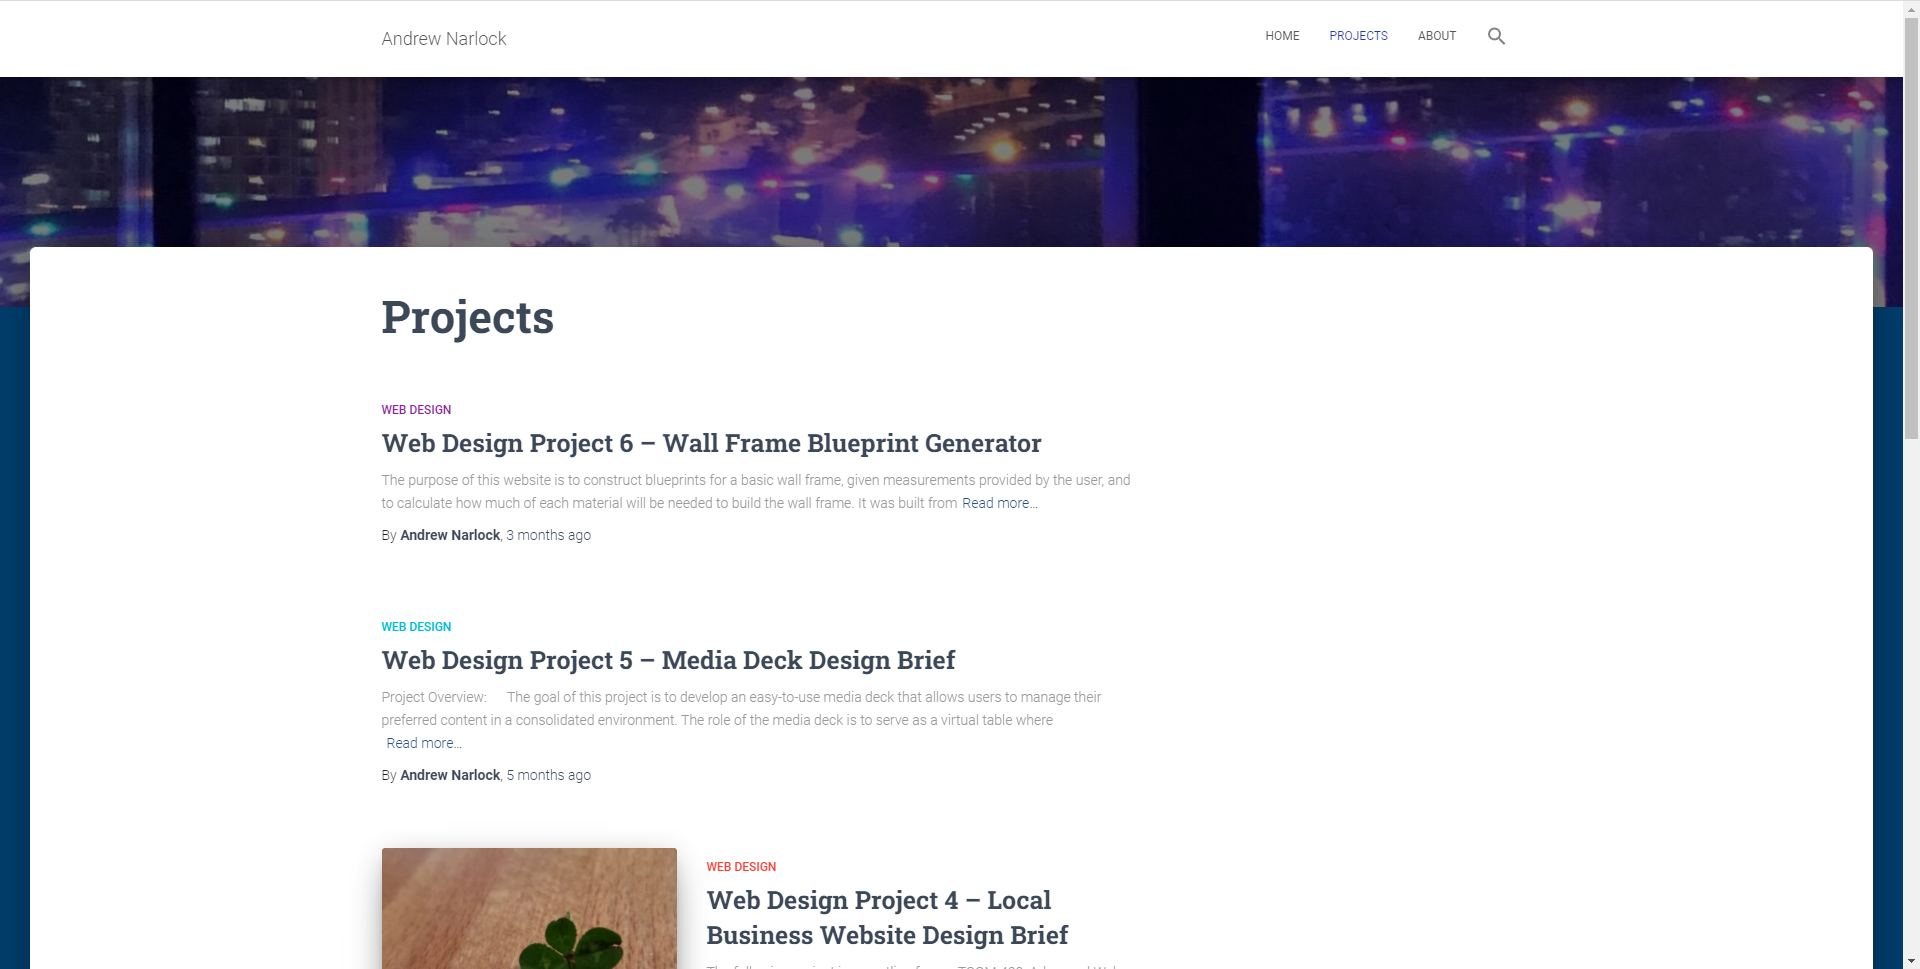 Andrew Narlock
HOME PROJECTS ABOUT
Projects
WEB DESIGN
Web Design Project 6 – Wall Frame Blueprint Generator
The purpose of this website is to construct blueprints for a basic wall frame, given measurements provided by the user, and
to calculate how much of each material will be needed to build the wall frame. It was built from Read more…
By Andrew Narlock, 3 months ago
WEB DESIGN
Web Design Project 5 – Media Deck Design Brief
Project Overview: The goal of this project is to develop an easy-to-use media deck that allows users to manage their
preferred content in a consolidated environment. The role of the media deck is to serve as a virtual table where
Read more…
By Andrew Narlock, 5 months ago
WEB DESIGN
Web Design Project 4 – Local
Business Website Design Brief